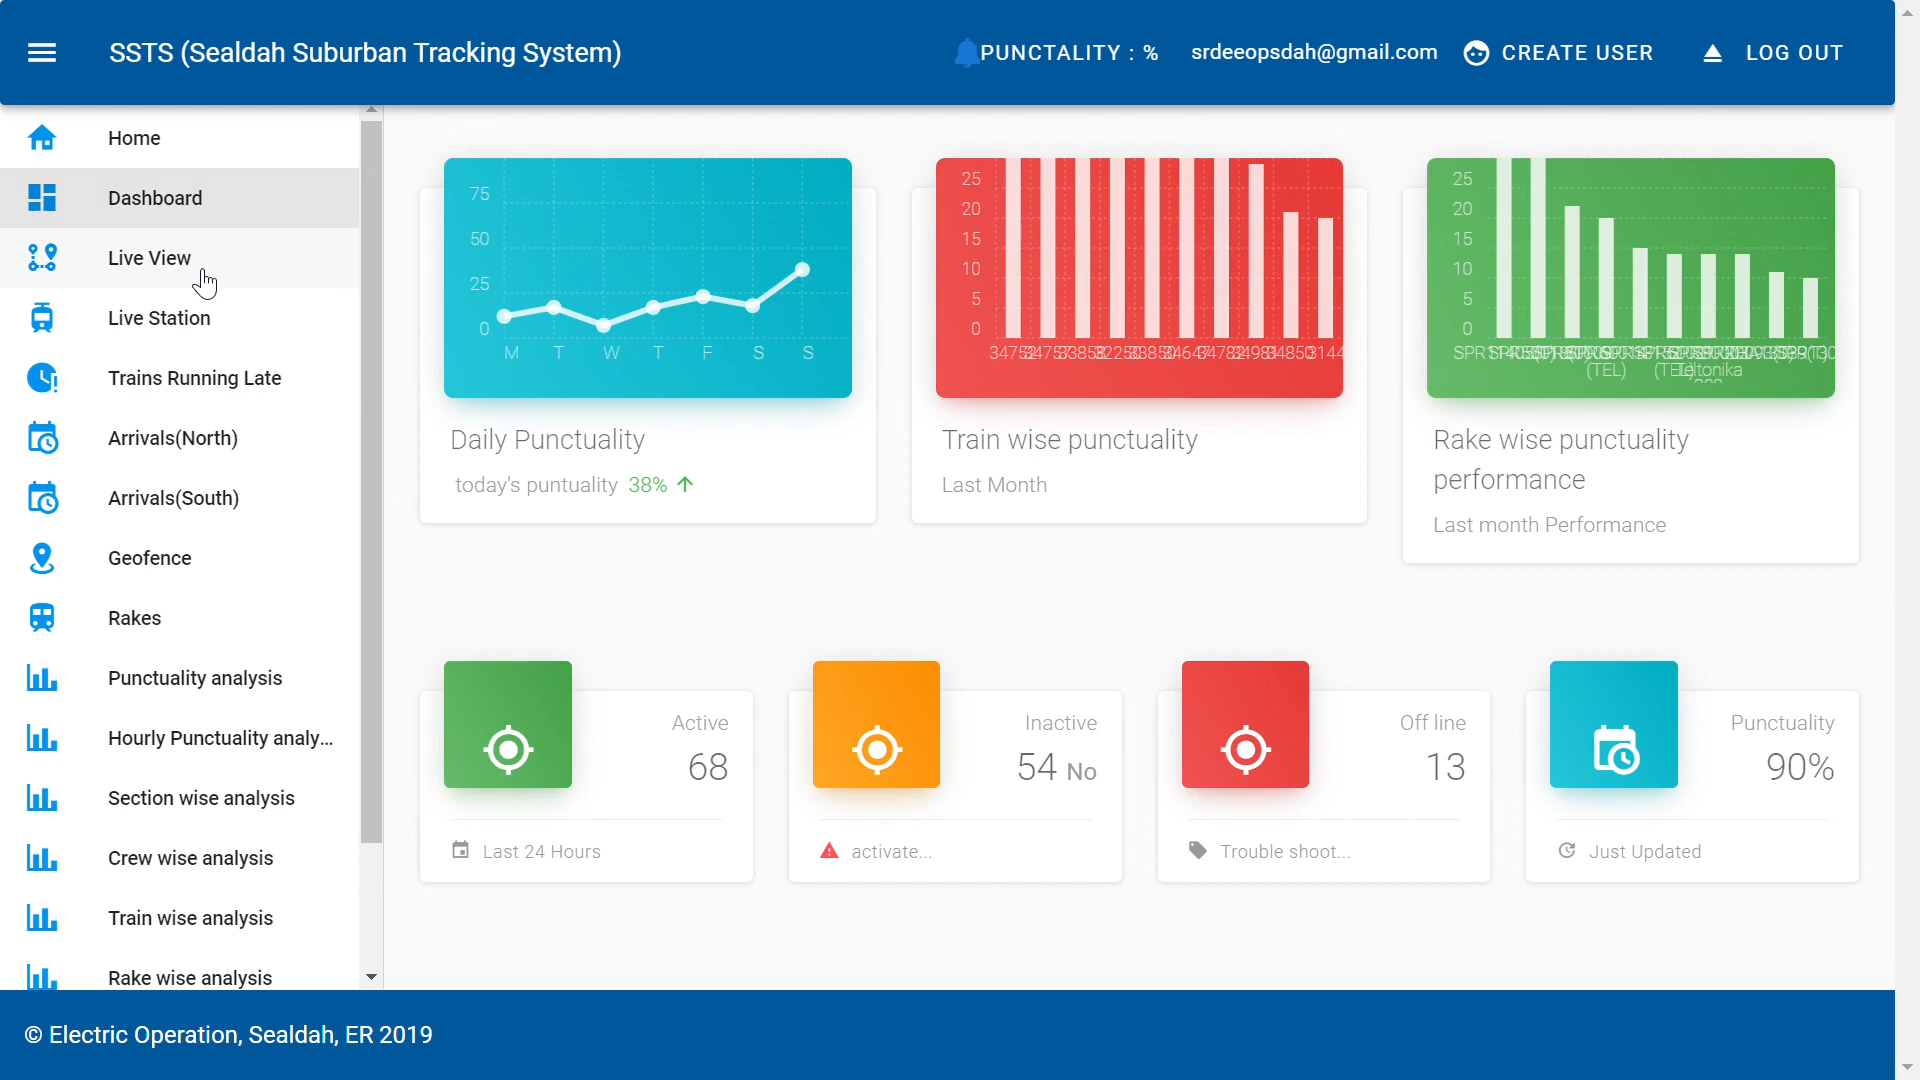 SSTS (Sealdah Suburban Tracking System)
PUNCTALITY : %
srdeeopsdah@gmail.com
CREATE USER
LOG OUT
Home
Dashboard
Live View
Live Station
Trains Running Late
Arrivals(North)
Arrivals(South)
Geofence
Rakes
Punctuality analysis
Hourly Punctuality analy...
Section wise analysis
Crew wise analysis
Train wise analysis
Rake wise analysis
75
50
25
0
M T W T F S S
Daily Punctuality
today's puntuality 38%
25
20
15
10
5
0
Train wise punctuality
Last Month
25
20
15
10
5
0
(TEL)
Rake wise punctuality
performance
Last month Performance
Active
68
Last 24 Hours
Inactive
54 No
activate...
Off line
13
Trouble shoot...
Punctuality
90%
Just Updated
© Electric Operation, Sealdah, ER 2019